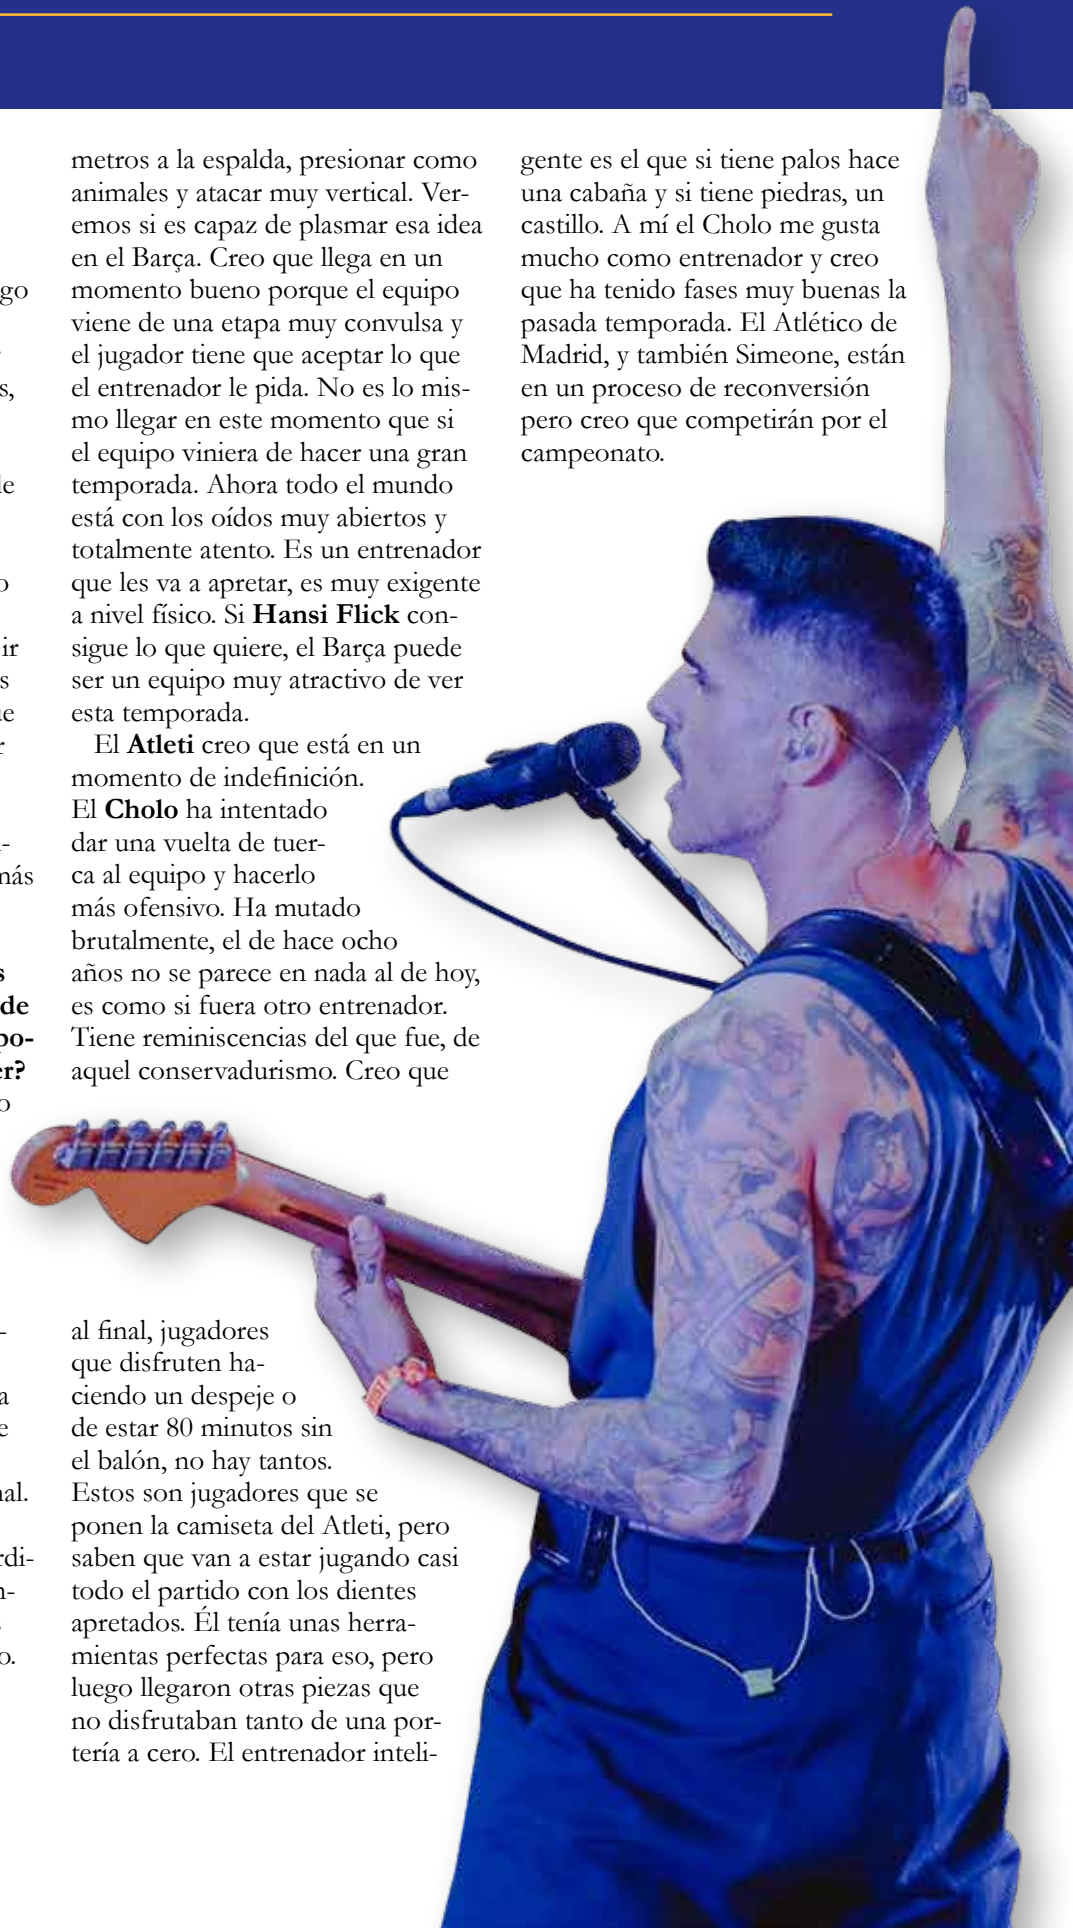 go
s,
le
o
ir
s
ue
r
n-
más
s
de
po-
er?
o
-
a
e
nal.
rdi-
n-
s
o.
metros a la espalda, presionar como
animales y atacar muy vertical. Ver-
emos si es capaz de plasmar esa idea
en el Barça. Creo que llega en un
momento bueno porque el equipo
viene de una etapa muy convulsa y
el jugador tiene que aceptar lo que
el entrenador le pida. No es lo mis-
mo llegar en este momento que si
el equipo viniera de hacer una gran
temporada. Ahora todo el mundo
está con los oídos muy abiertos y
totalmente atento. Es un entrenador
que les va a apretar, es muy exigente
a nivel físico. Si Hansi Flick con-
sigue lo que quiere, el Barça puede
ser un equipo muy atractivo de ver
esta temporada.
El Atleti creo que está en un
momento de indefinición.
El Cholo ha intentado
dar una vuelta de tuer-
ca al equipo y hacerlo
más ofensivo. Ha mutado
brutalmente, el de hace ocho
años no se parece en nada al de hoy,
es como si fuera otro entrenador.
Tiene reminiscencias del que fue, de
aquel conservadurismo. Creo que
al final, jugadores
que disfruten ha-
ciendo un despeje o
de estar 80 minutos sin
el balón, no hay tantos.
Estos son jugadores que se
ponen la camiseta del Atleti, pero
saben que van a estar jugando casi
todo el partido con los dientes
apretados. Él tenía unas herra-
mientas perfectas para eso, pero
luego llegaron otras piezas que
no disfrutaban tanto de una por-
tería a cero. El entrenador inteli-
gente es el que si tiene palos hace
una cabaña y si tiene piedras, un
castillo. A mí el Cholo me gusta
mucho como entrenador y creo
que ha tenido fases muy buenas la
pasada temporada. El Atlético de
Madrid, y también Simeone, están
en un proceso de reconversión
pero creo que competirán por el
campeonato.